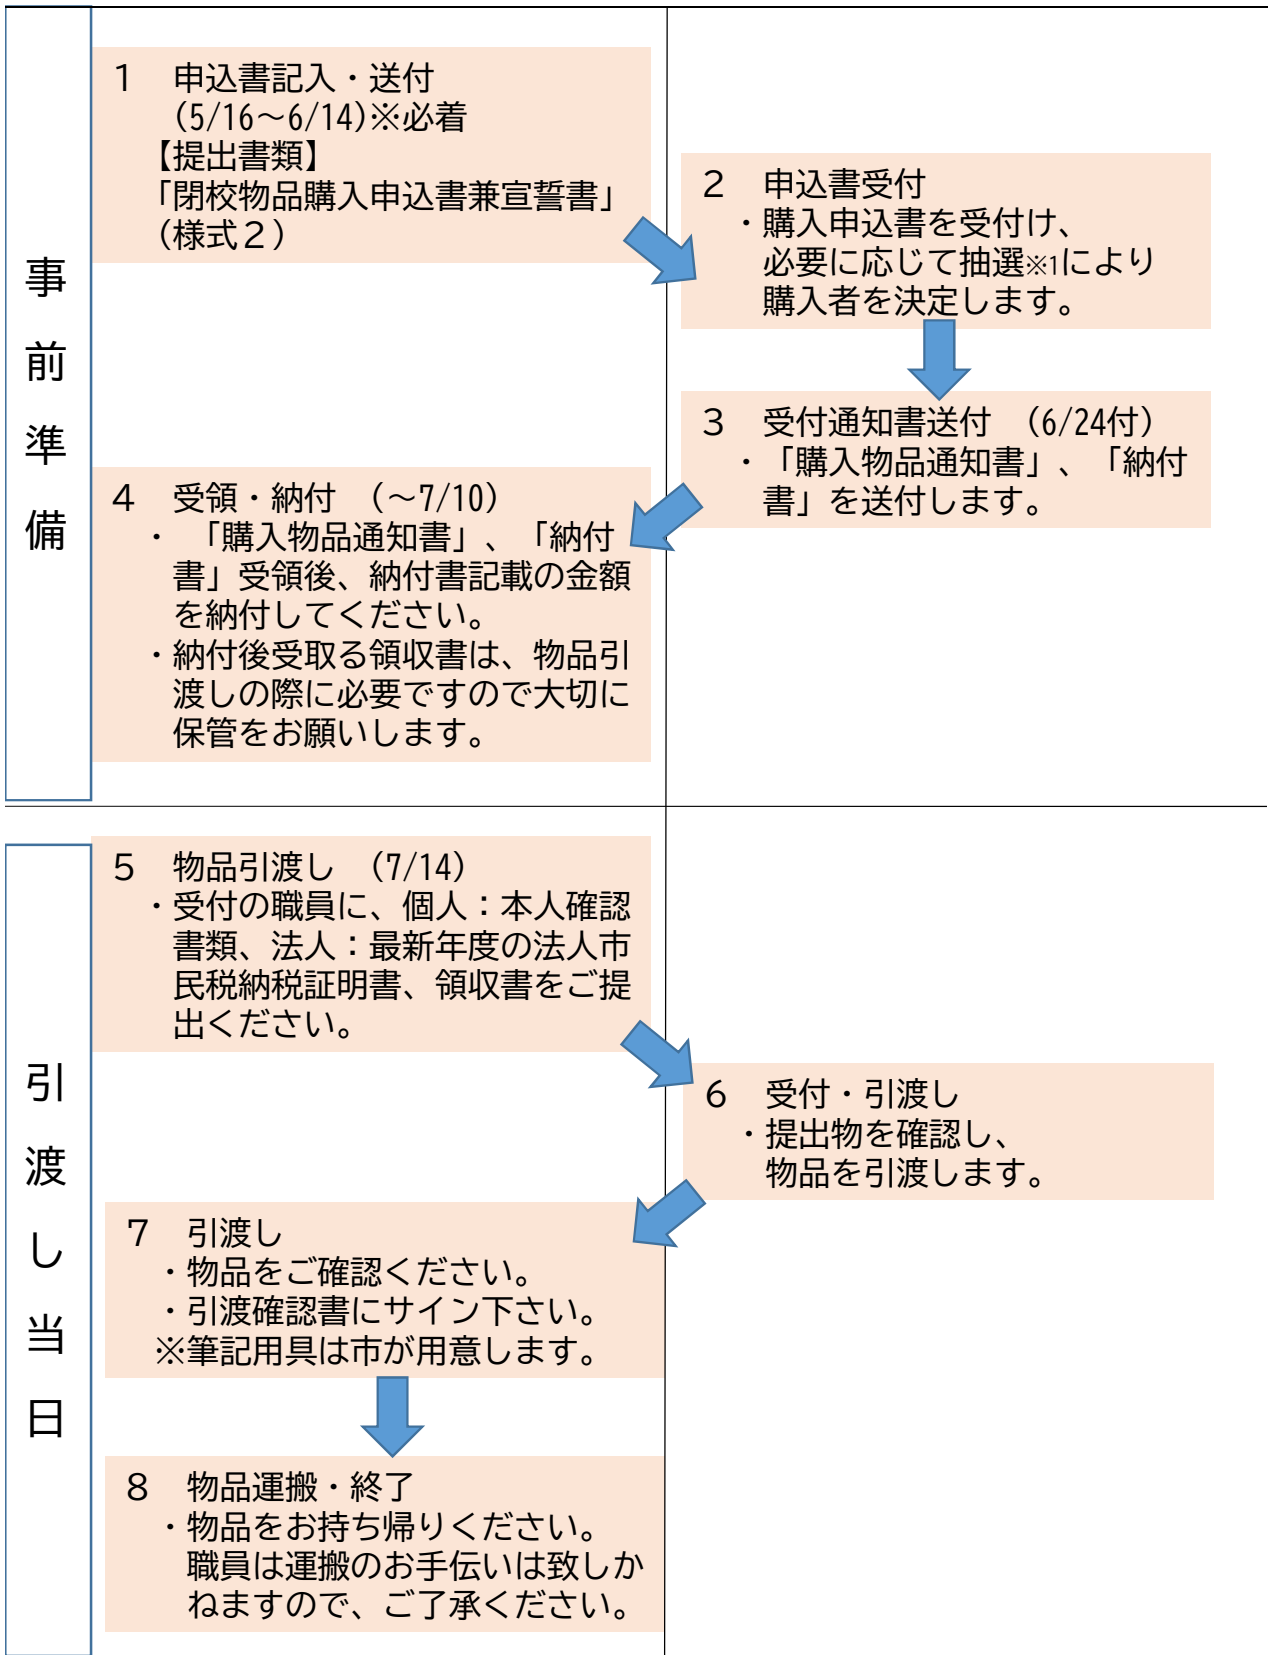 事前準備
1 申込書記入・送付
(5/16~6/14)※必着
【提出書類】
「閉校物品購入申込書兼宣誓書」
(様式2)
2 申込書受付
・購入申込書を受付け、
必要に応じて抽選※1により
購入者を決定します。
3 受付通知書送付 (6/24付)
・「購入物品通知書」、「納付
書」を送付します。
4 受領・納付 (~7/10)
・ 「購入物品通知書」、「納付
書」受領後、納付書記載の金額
を納付してください。
・納付後受取る領収書は、物品引
渡しの際に必要ですので大切に
保管をお願いします。
引渡し当日
5 物品引渡し (7/14)
・受付の職員に、個人:本人確認
書類、法人:最新年度の法人市
民税納税証明書、領収書をご提
出ください。
6 受付・引渡し
・提出物を確認し、
物品を引渡します。
7 引渡し
・物品をご確認ください。
・引渡確認書にサイン下さい。
※筆記用具は市が用意します。
8 物品運搬・終了
・物品をお持ち帰りください。
職員は運搬のお手伝いは致しか
ねますので、ご了承ください。